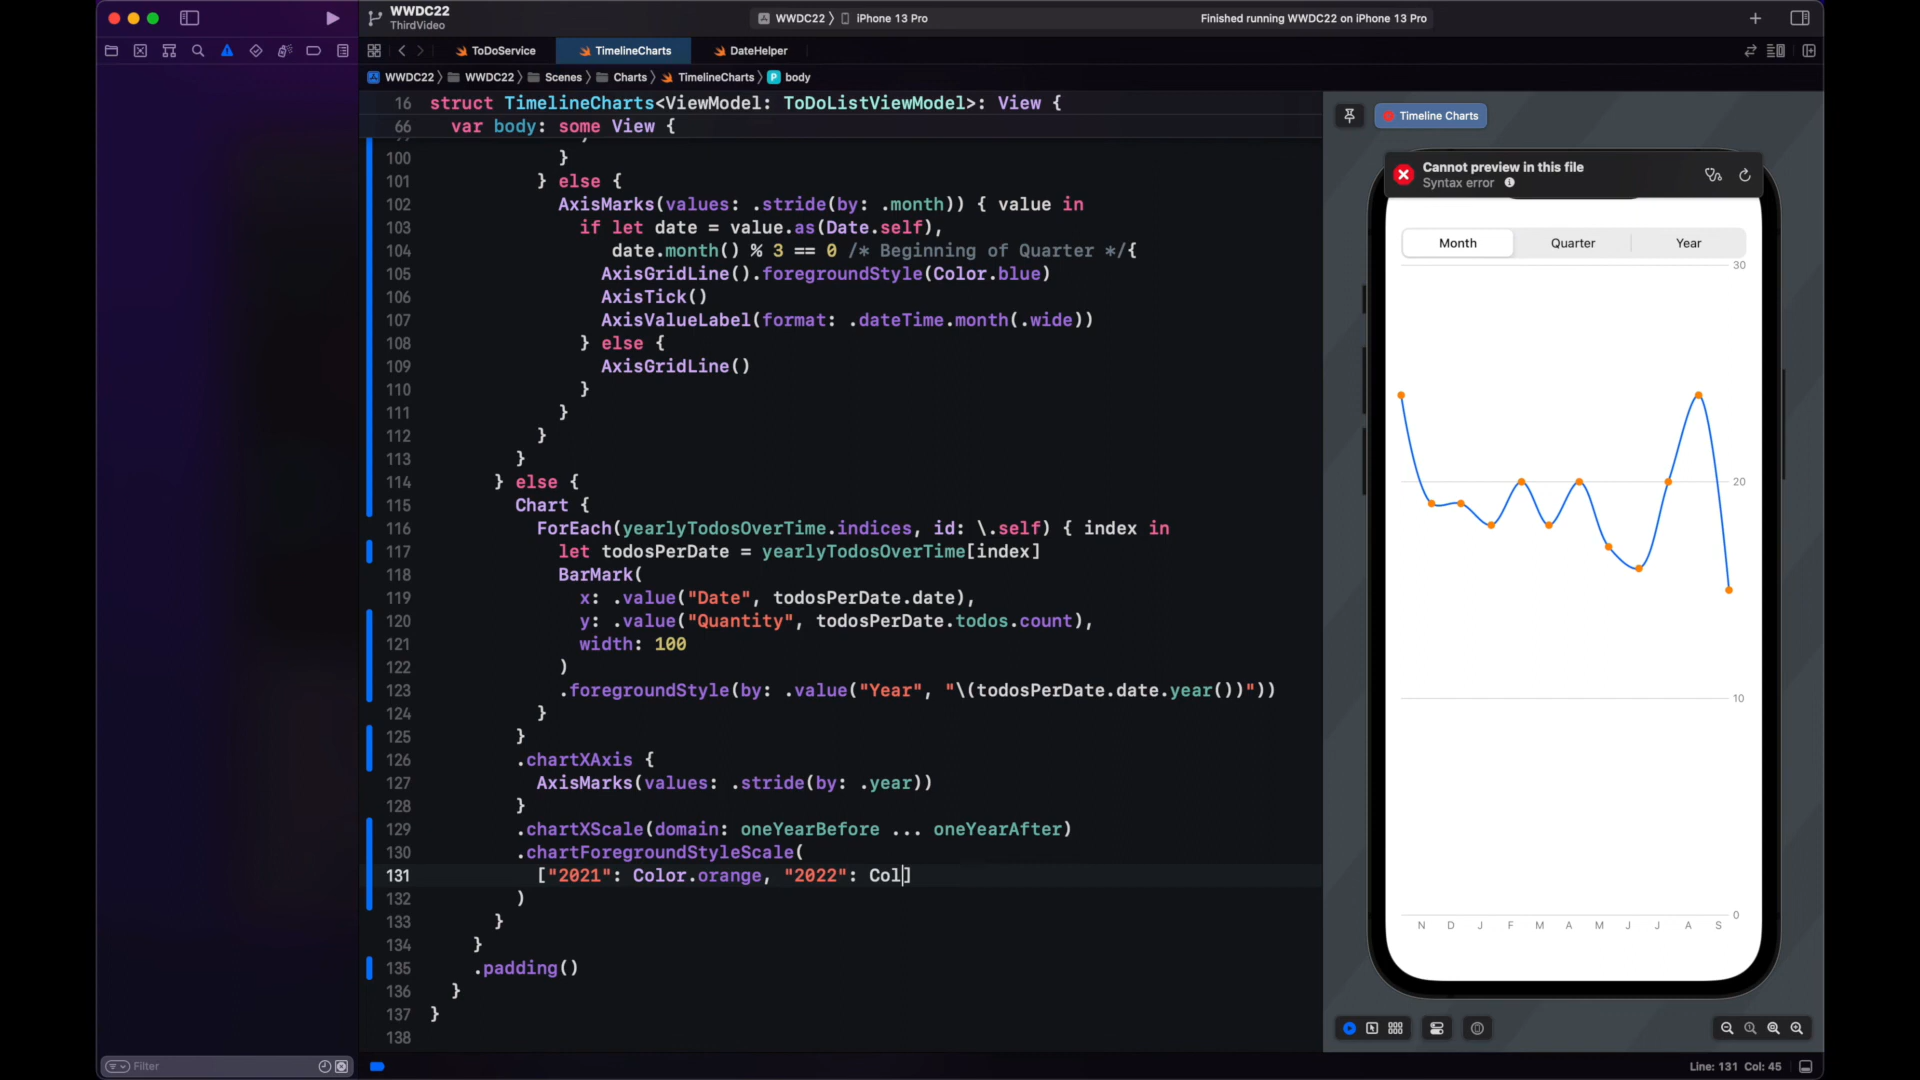 WWDC22
ThirdVideo
WWDC22 〉 iPhone 13 Pro
Finished running WWDC22 on iPhone 13 Pro
ToDoService
TimelineCharts
DateHelper
WWDC22 〉 WWDC22 〉 Scenes 〉 Charts 〉 TimelineCharts 〉 P body
16 struct TimelineCharts<ViewModel: ToDoListViewModel>: View {
66 var body: some View {
100 }
101 } else {
102 AxisMarks(values: .stride(by: .month)) { value in
103 if let date = value.as(Date.self),
104 date.month() % 3 == 0 /* Beginning of Quarter */{
105 AxisGridLine().foregroundStyle(Color.blue)
106 AxisTick()
107 AxisValueLabel(format: .dateTime.month(.wide))
108 } else {
109 AxisGridLine()
110 }
111 }
112 }
113 }
114 } else {
115 Chart {
116 ForEach(yearlyTodosOverTime.indices, id: \.self) { index in
117 let todosPerDate = yearlyTodosOverTime[index]
118 BarMark(
119 x: .value("Date", todosPerDate.date),
120 y: .value("Quantity", todosPerDate.todos.count),
121 width: 100
122 )
123 .foregroundStyle(by: .value("Year", "\(todosPerDate.date.year())"))
124 }
125 }
126 .chartXAxis {
127 AxisMarks(values: .stride(by: .year))
128 }
129 .chartXScale(domain: oneYearBefore ... oneYearAfter)
130 .chartForegroundStyleScale(
131 ["2021": Color.orange, "2022": Col]
132 )
133 }
134 }
135 .padding()
136 }
137 }
138
Timeline Charts
Cannot preview in this file
Syntax error
Month Quarter Year
30
20
10
0
N D J F M A M J J A S
Filter
Line: 131 Col: 45